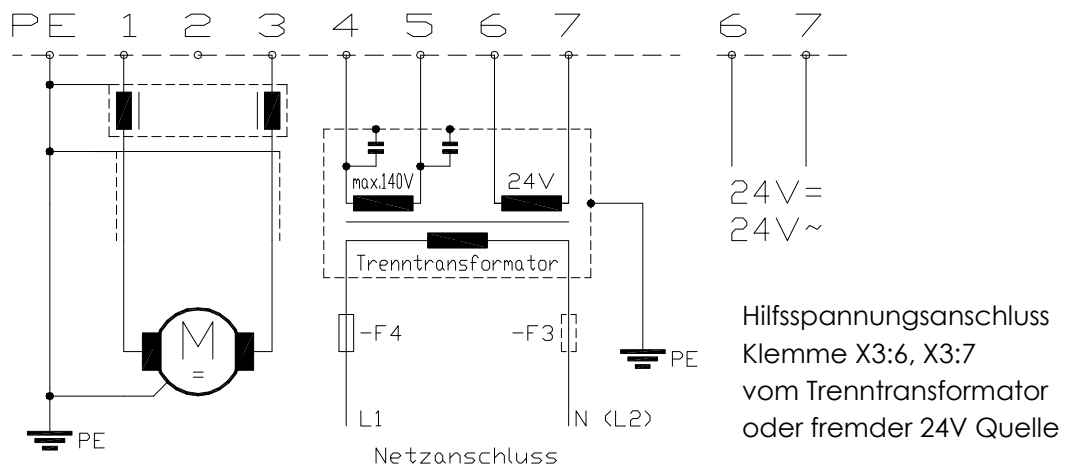 PE 1 2 3 4 5 6 7 6 7
max.140V 24V
24V=
24V~
Trenntransformator
-F4 -F3
M
=
PE
L1 N (L2)
PE
Netzanschluss
Hilfsspannungsanschluss
Klemme X3:6, X3:7
vom Trenntransformator
oder fremder 24V Quelle